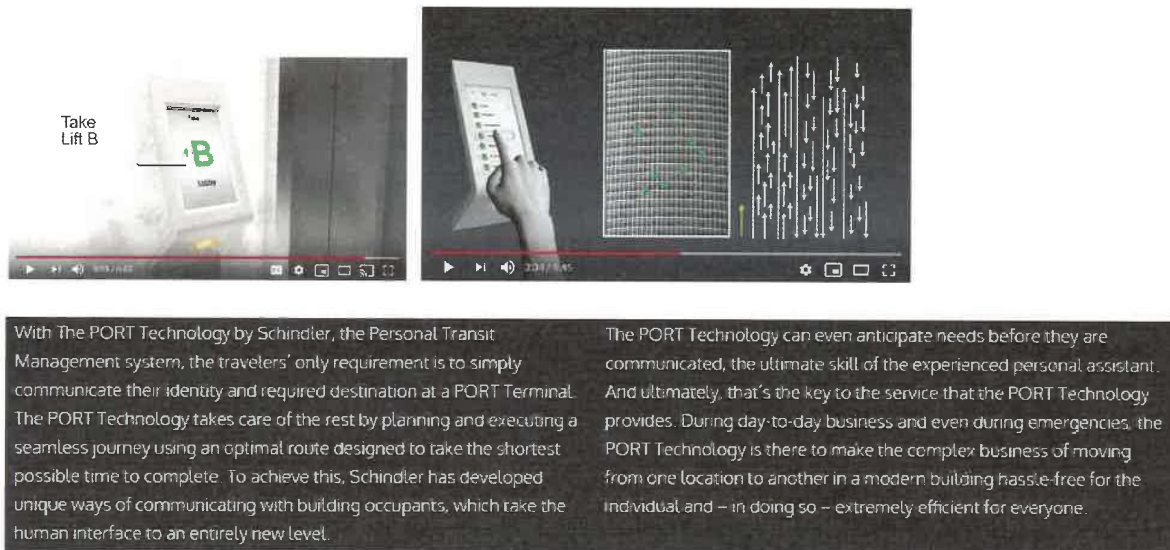 Take
Lift B
B
lobby
With The PORT Technology by Schindler, the Personal Transit
Management system, the travelers' only requirement is to simply
communicate their identity and required destination at a PORT Terminal.
The PORT Technology takes care of the rest by planning and executing a
seamless journey using an optimal route designed to take the shortest
possible time to complete. To achieve this, Schindler has developed
unique ways of communicating with building occupants, which take the
human interface to an entirely new level.
The PORT Technology can even anticipate needs before they are
communicated, the ultimate skill of the experienced personal assistant.
And ultimately, that's the key to the service that the PORT Technology
provides. During day-to-day business and even during emergencies, the
PORT Technology is there to make the complex business of moving
from one location to another in a modern building hassle-free for the
individual and – in doing so – extremely efficient for everyone.